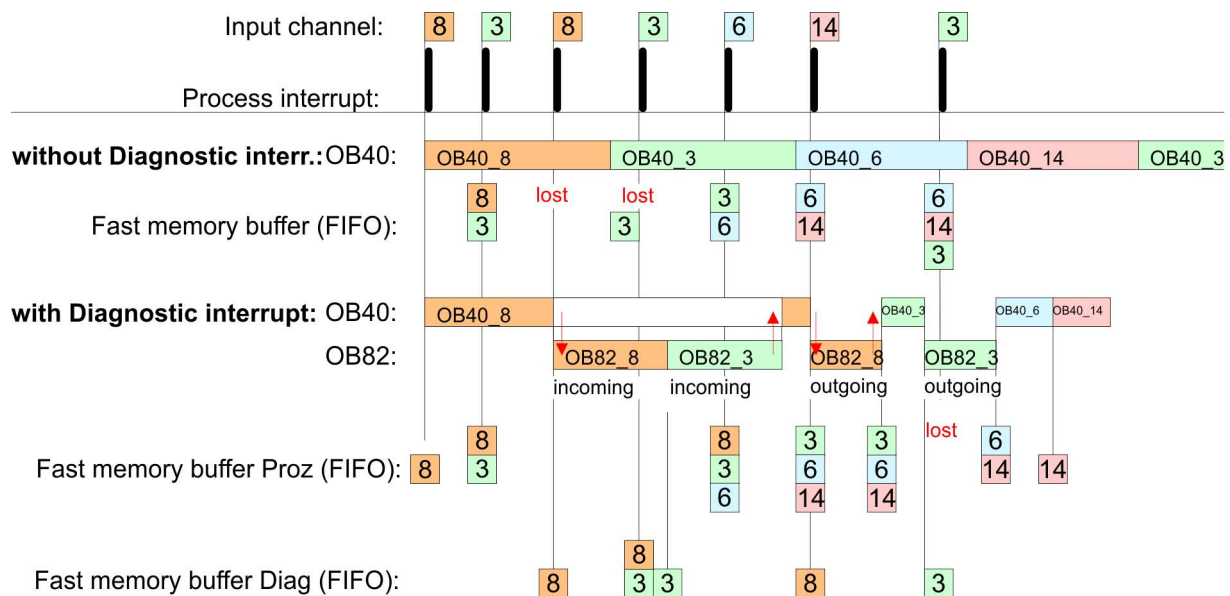 Input channel: 8 3 8 3 6 14 3
Process interrupt:
without Diagnostic interr.: OB40: OB40_8 OB40_3 OB40_6 OB40_14 OB40_3
8 lost lost 3 6 6
Fast memory buffer (FIFO): 3 3 6 14 14
3
with Diagnostic interrupt: OB40: OB40_8 OB40_3 OB40_6 OB40_14
OB82: OB82_8 OB82_3 OB82_8 OB82_3
incoming incoming outgoing outgoing
8 8 3 3 lost 6
Fast memory buffer Proz (FIFO): 8 3 3 6 6 14 14
6 14 14
8
Fast memory buffer Diag (FIFO): 8 3 3 8 3